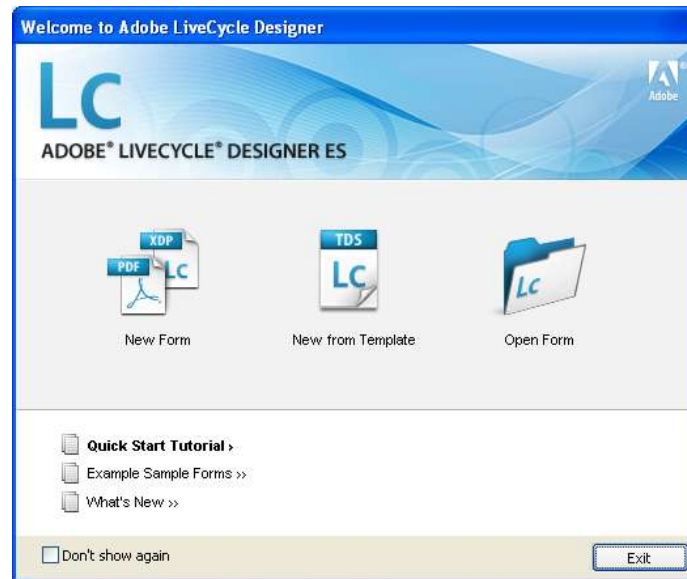 Welcome to Adobe LiveCycle Designer
Lc
Adobe
ADOBE® LIVECYCLE® DESIGNER ES
XDP
PDF
Lc
TDS
Lc
Lc
New Form
New from Template
Open Form
Quick Start Tutorial ›
Example Sample Forms »
What's New »
Don't show again
Exit